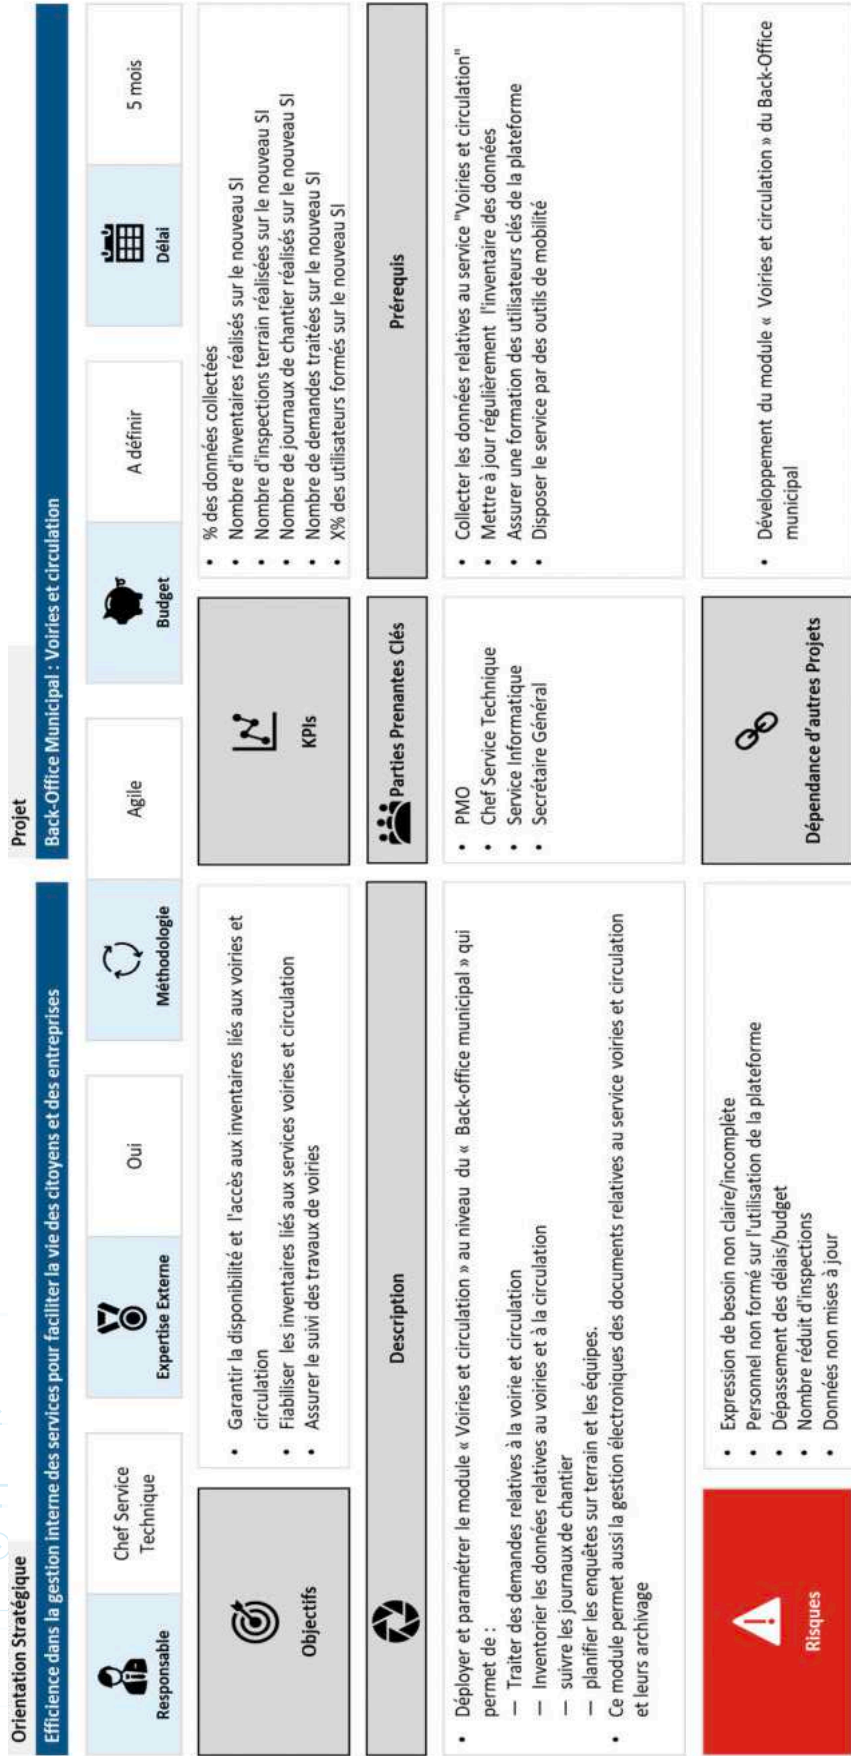 Orientation Stratégique
Projet
Efficience dans la gestion interne des services pour faciliter la vie des citoyens et des entreprises
Back-Office Municipal : Voiries et circulation
Responsable
Chef Service
Technique
Expertise Externe
Oui
Méthodologie
Agile
Budget
A définir
Délai
5 mois
Objectifs
• Garantir la disponibilité et l'accès aux inventaires liés aux voiries et
circulation
• Fiabiliser les inventaires liés aux services voiries et circulation
• Assurer le suivi des travaux de voiries
KPIs
• % des données collectées
• Nombre d'inventaires réalisés sur le nouveau SI
• Nombre d'inspections terrain réalisées sur le nouveau SI
• Nombre de journaux de chantier réalisés sur le nouveau SI
• Nombre de demandes traitées sur le nouveau SI
• X% des utilisateurs formés sur le nouveau SI
Description
• Déployer et paramétrer le module « Voiries et circulation » au niveau du « Back-office municipal » qui
permet de :
— Traiter des demandes relatives à la voirie et circulation
— Inventorier les données relatives au voiries et à la circulation
— suivre les journaux de chantier
— planifier les enquêtes sur terrain et les équipes.
• Ce module permet aussi la gestion électroniques des documents relatives au service voiries et circulation
et leurs archivage
Parties Prenantes Clés
• PMO
• Chef Service Technique
• Service Informatique
• Secrétaire Général
Prérequis
• Collecter les données relatives au service "Voiries et circulation"
• Mettre à jour régulièrement l'inventaire des données
• Assurer une formation des utilisateurs clés de la plateforme
• Disposer le service par des outils de mobilité
Risques
• Expression de besoin non claire/incomplète
• Personnel non formé sur l'utilisation de la plateforme
• Dépassement des délais/budget
• Nombre réduit d'inspections
• Données non mises à jour
Dépendance d'autres Projets
• Développement du module « Voiries et circulation » du Back-Office
municipal